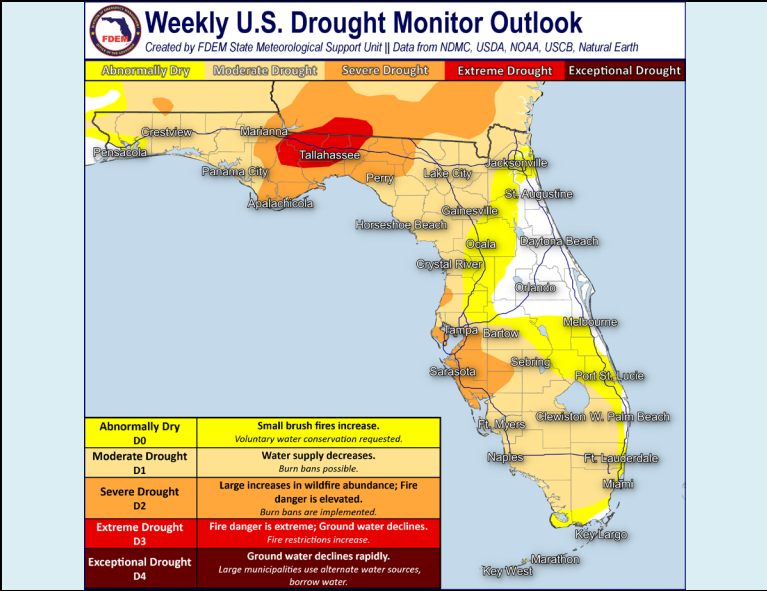 Weekly U.S. Drought Monitor Outlook
FDEM
Created by FDEM State Meteorological Support Unit || Data from NDMC, USDA, NOAA, USCB, Natural Earth
Abnormally Dry Moderate Drought Severe Drought Extreme Drought Exceptional Drought
Crestview
Marianna
Pensacola
Tallahassee
Jacksonville
Panama City
Perry
Lake City
St. Augustine
Apalachicola
Gainesville
Horseshoe Beach
Ocala
Daytona Beach
Crystal River
Orlando
Melbourne
Tampa
Bartow
Sebring
Sarasota
Port St. Lucie
Clewiston
W. Palm Beach
Ft. Myers
Naples
Ft. Lauderdale
Miami
Key Largo
Marathon
Key West
Abnormally Dry
D0
Small brush fires increase.
Voluntary water conservation requested.
Moderate Drought
D1
Water supply decreases.
Burn bans possible.
Severe Drought
D2
Large increases in wildfire abundance; Fire
danger is elevated.
Burn bans are implemented.
Extreme Drought
D3
Fire danger is extreme; Ground water declines.
Fire restrictions increase.
Exceptional Drought
D4
Ground water declines rapidly.
Large municipalities use alternate water sources,
borrow water.